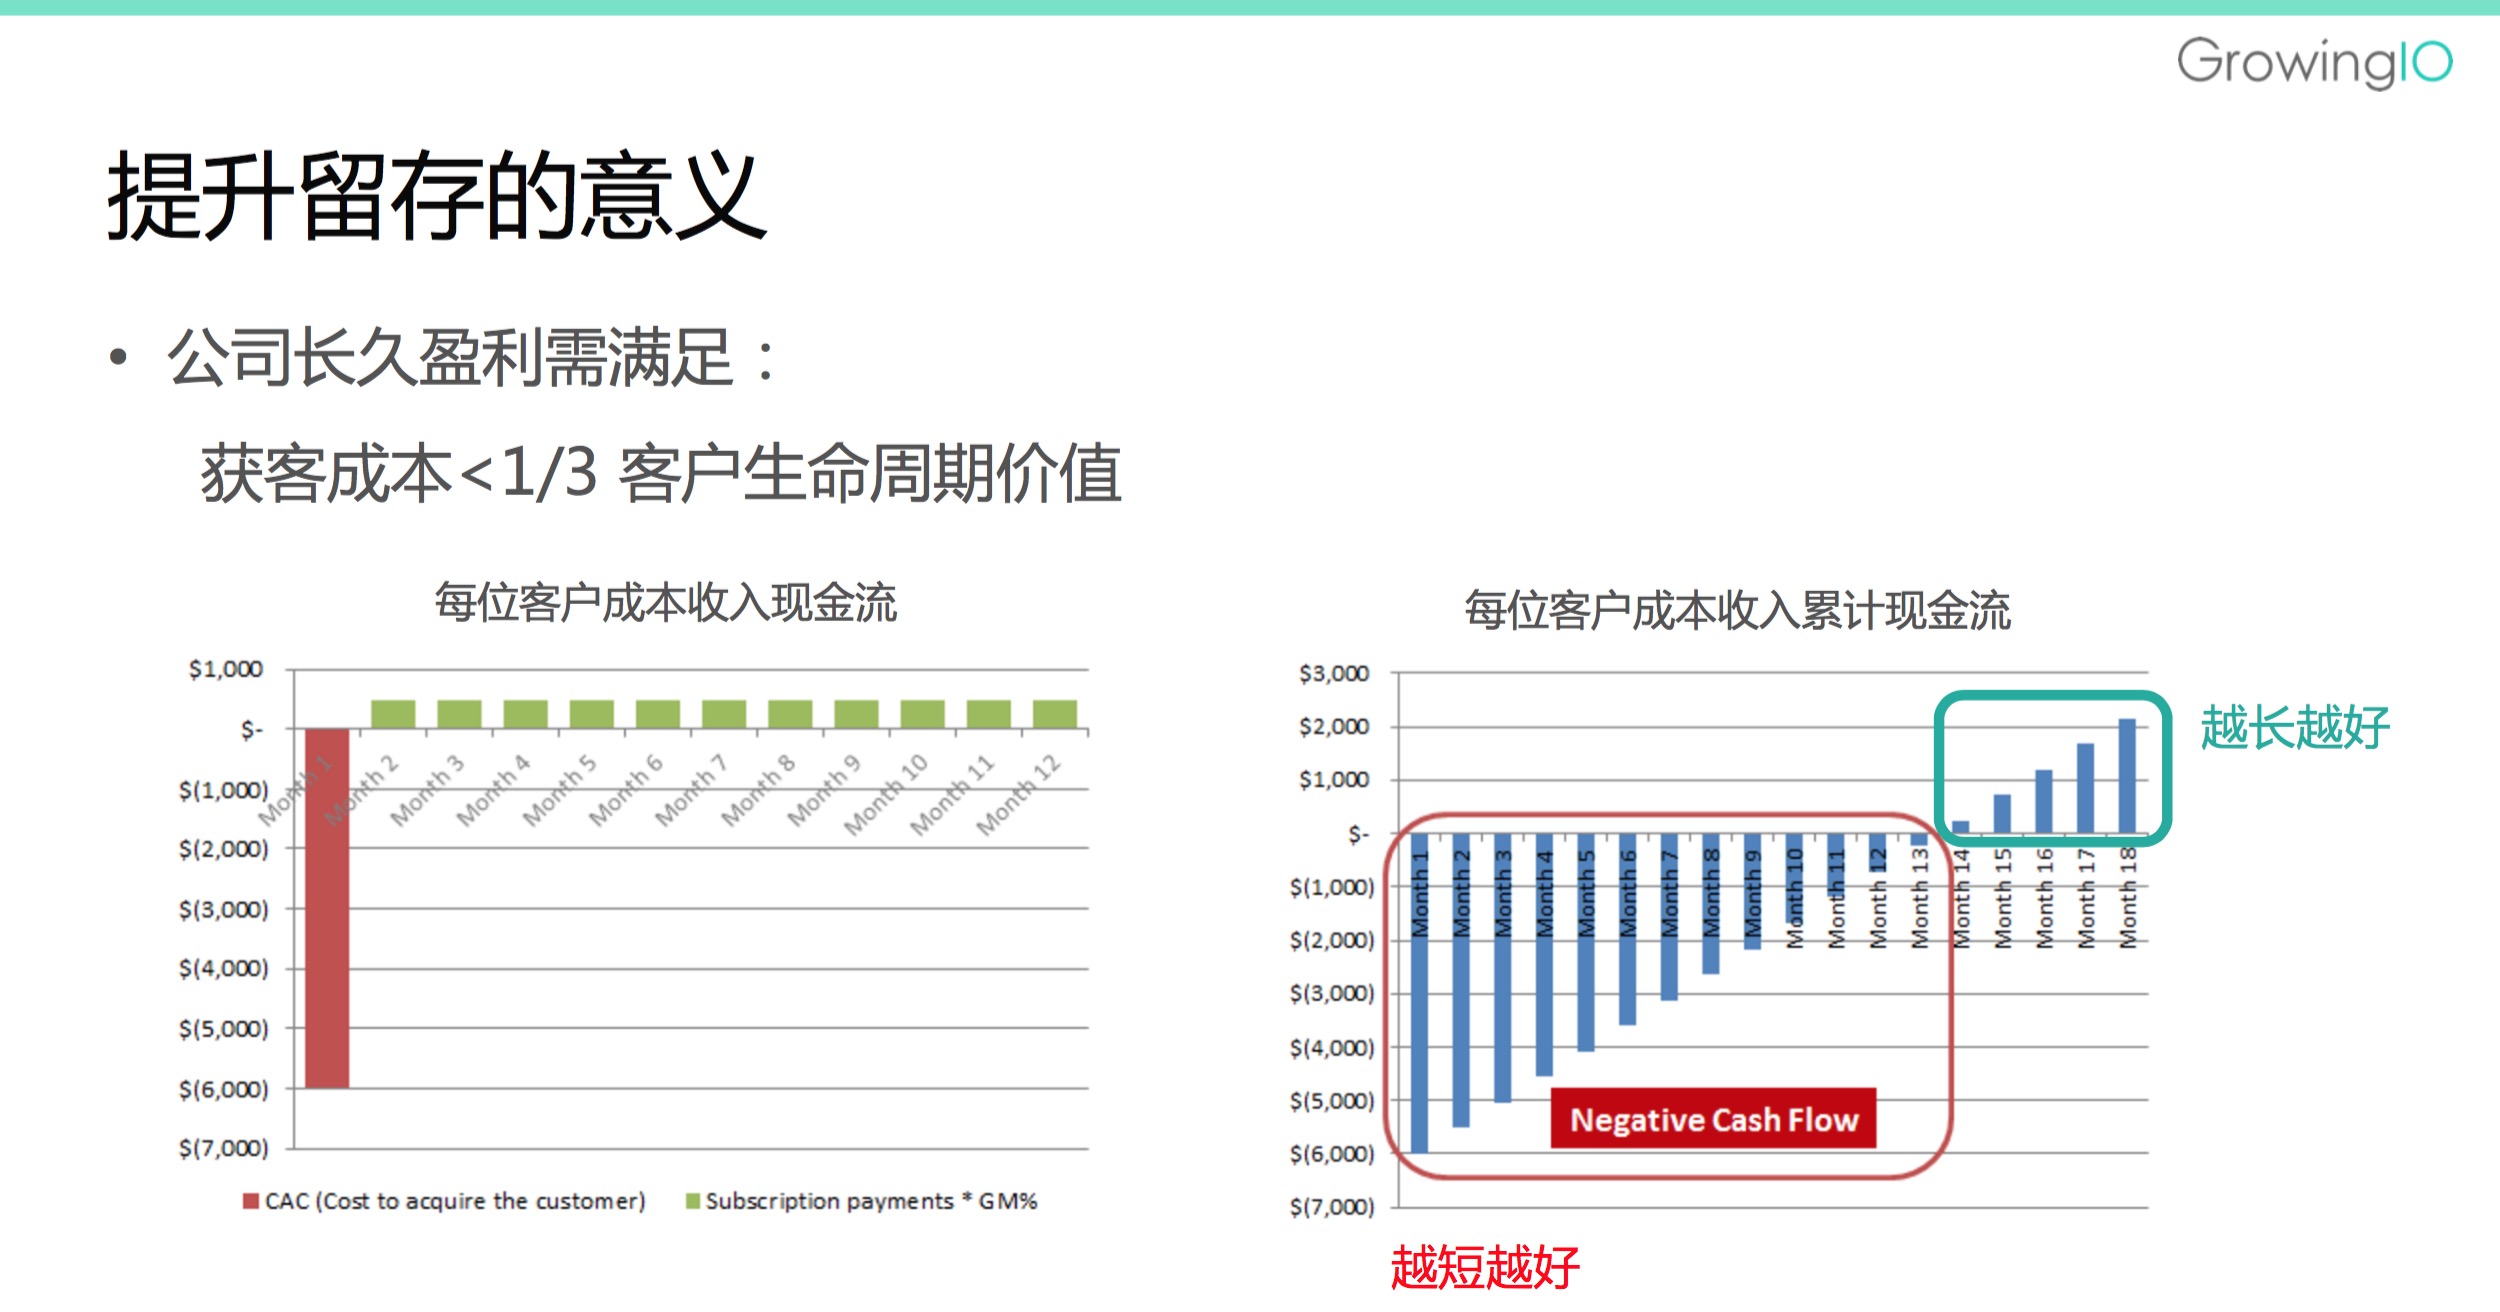 GrowingIO
提升留存的意义
• 公司长久盈利需满足：
获客成本<1/3 客户生命周期价值
每位客户成本收入现金流
$1,000
$-
$(1,000)
$(2,000)
$(3,000)
$(4,000)
$(5,000)
$(6,000)
$(7,000)
Month 1
Month 2
Month 3
Month 4
Month 5
Month 6
Month 7
Month 8
Month 9
Month 10
Month 11
Month 12
CAC (Cost to acquire the customer)
Subscription payments * GM%
每位客户成本收入累计现金流
$3,000
$2,000
$1,000
$-
$(1,000)
$(2,000)
$(3,000)
$(4,000)
$(5,000)
$(6,000)
$(7,000)
Month 1
Month 2
Month 3
Month 4
Month 5
Month 6
Month 7
Month 8
Month 9
Month 10
Month 11
Month 12
Month 13
Month 14
Month 15
Month 16
Month 17
Month 18
越长越好
Negative Cash Flow
越短越好